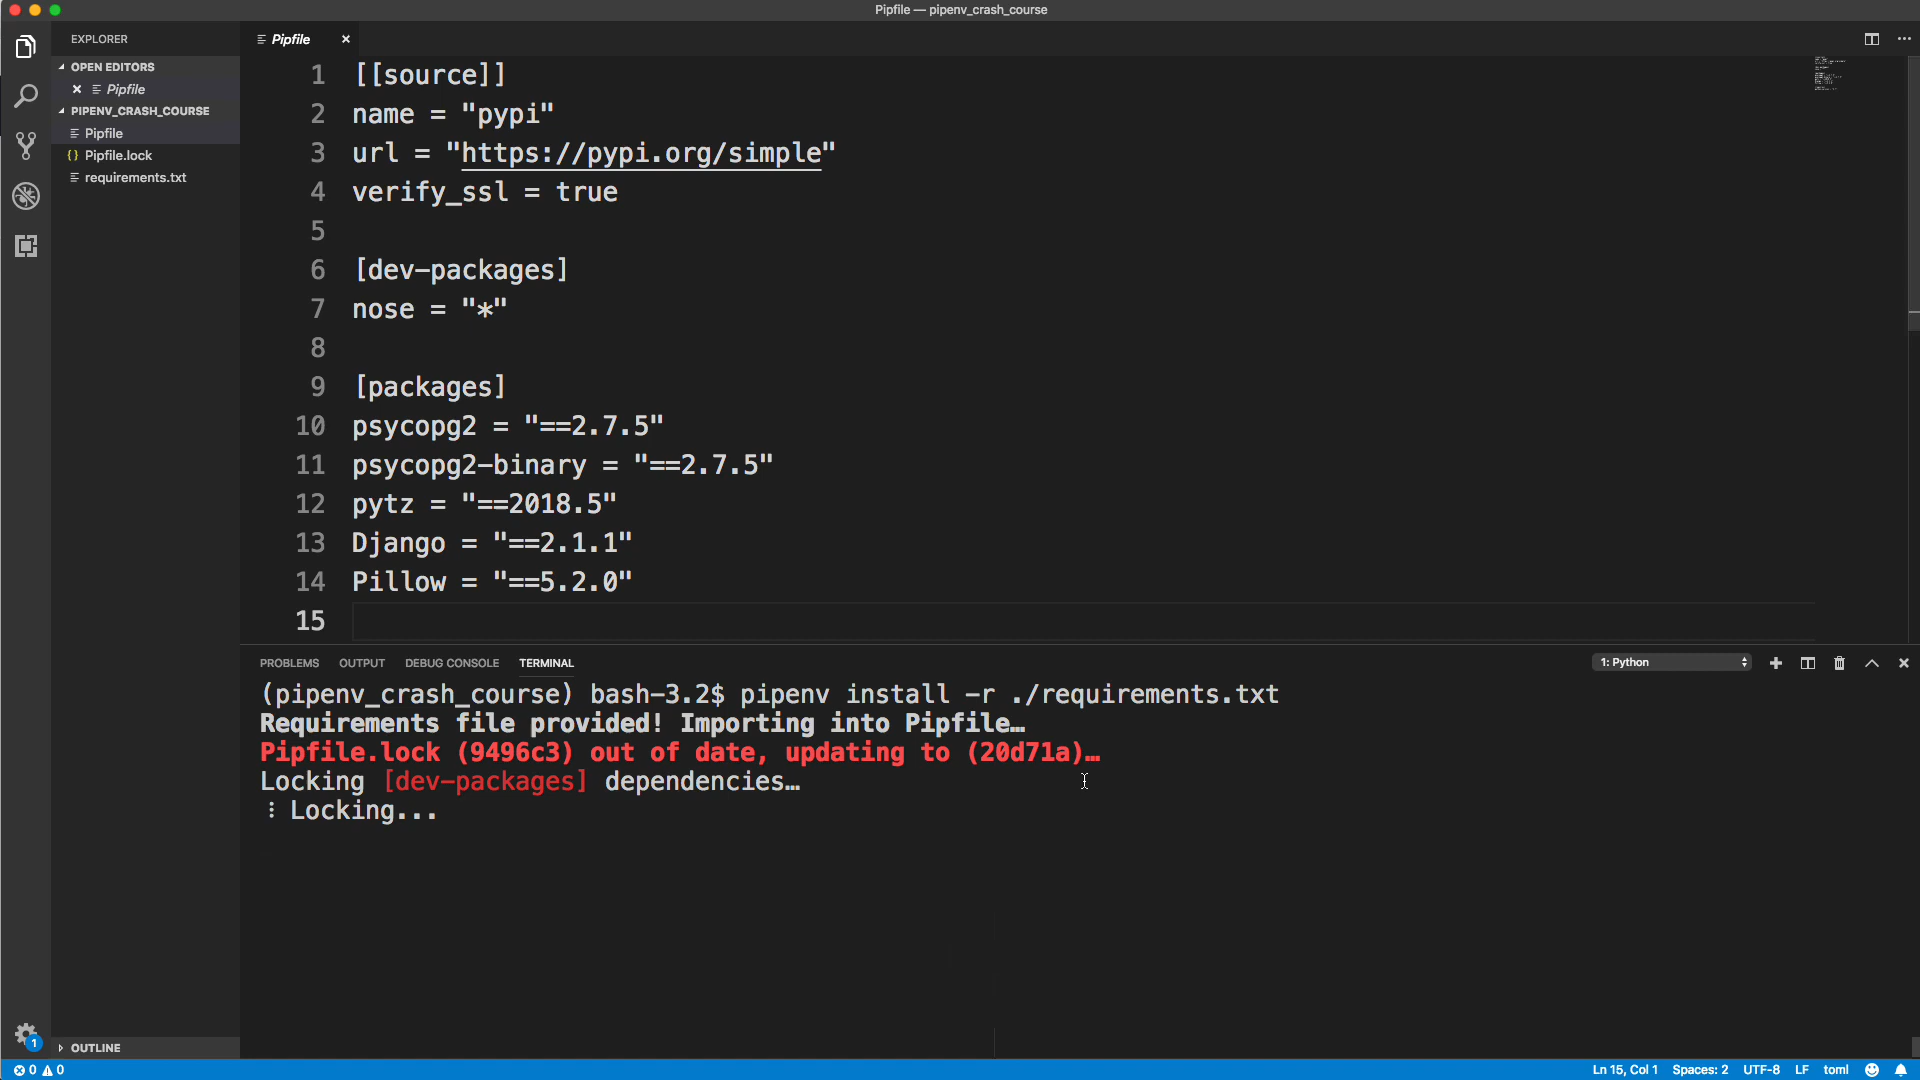 Pipfile — pipenv_crash_course
EXPLORER
OPEN EDITORS
Pipfile
PIPENV_CRASH_COURSE
Pipfile
{} Pipfile.lock
requirements.txt
OUTLINE
Pipfile
1 [[source]]
2 name = "pypi"
3 url = "https://pypi.org/simple"
4 verify_ssl = true
5
6 [dev-packages]
7 nose = "*"
8
9 [packages]
10 psycopg2 = "==2.7.5"
11 psycopg2-binary = "==2.7.5"
12 pytz = "==2018.5"
13 Django = "==2.1.1"
14 Pillow = "==5.2.0"
15
PROBLEMS OUTPUT DEBUG CONSOLE TERMINAL 1: Python
(pipenv_crash_course) bash-3.2$ pipenv install -r ./requirements.txt
Requirements file provided! Importing into Pipfile…
Pipfile.lock (9496c3) out of date, updating to (20d71a)…
Locking [dev-packages] dependencies…
⠸ Locking...
1
0 0 Ln 15, Col 1 Spaces: 2 UTF-8 LF toml